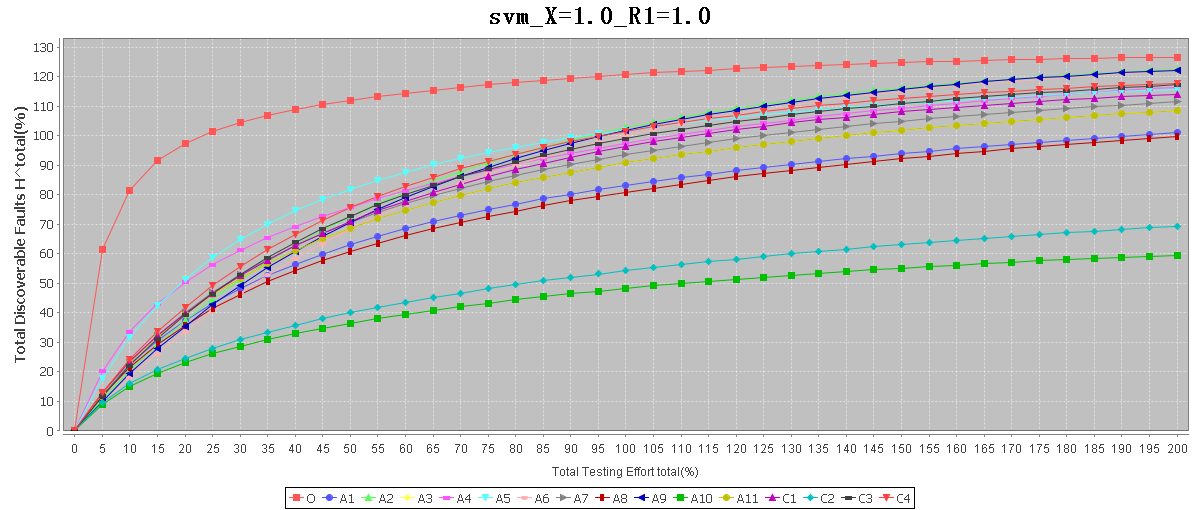 svm_X=1.0_R1=1.0
Total Discoverable Faults H^total(%)
130
120
110
100
90
80
70
60
50
40
30
20
10
0
0 5 10 15 20 25 30 35 40 45 50 55 60 65 70 75 80 85 90 95 100 105 110 115 120 125 130 135 140 145 150 155 160 165 170 175 180 185 190 195 200
Total Testing Effort total(%)
O A1 A2 A3 A4 A5 A6 A7 A8 A9 A10 A11 C1 C2 C3 C4